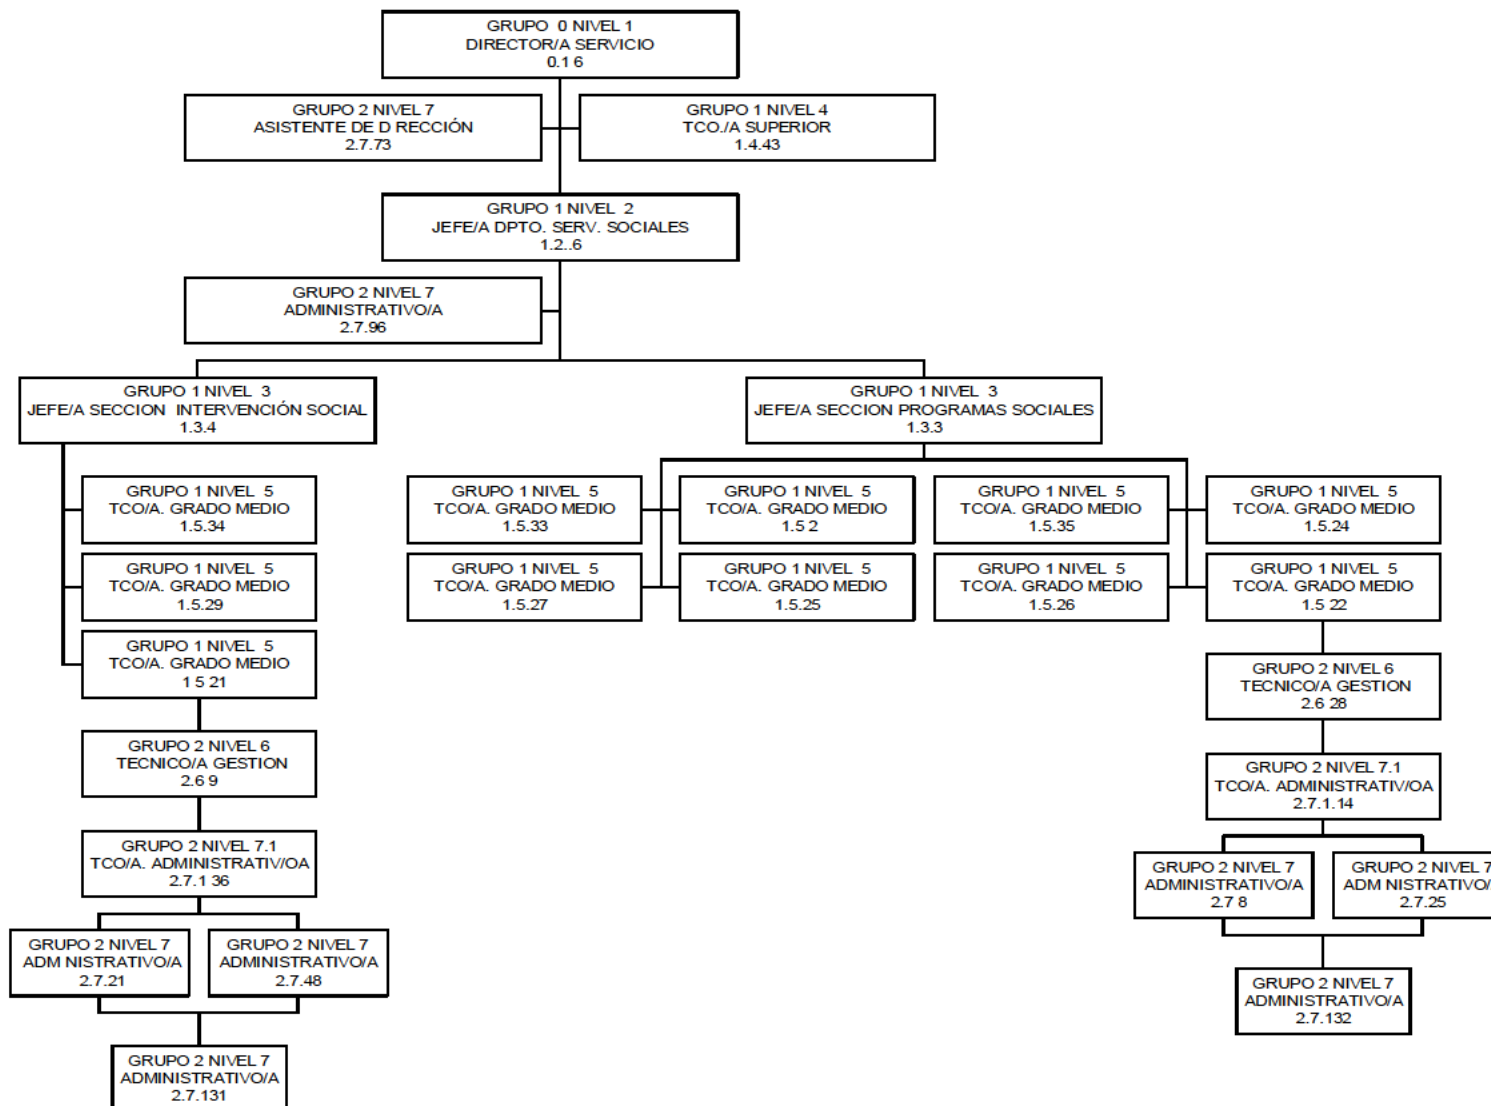 GRUPO 0 NIVEL 1
DIRECTOR/A SERVICIO
0.1 6
GRUPO 2 NIVEL 7
ASISTENTE DE D RECCIÓN
2.7.73
GRUPO 1 NIVEL 4
TCO./A SUPERIOR
1.4.43
GRUPO 1 NIVEL 2
JEFE/A DPTO. SERV. SOCIALES
1.2..6
GRUPO 2 NIVEL 7
ADMINISTRATIVO/A
2.7.96
GRUPO 1 NIVEL 3
JEFE/A SECCION INTERVENCIÓN SOCIAL
1.3.4
GRUPO 1 NIVEL 3
JEFE/A SECCION PROGRAMAS SOCIALES
1.3.3
GRUPO 1 NIVEL 5
TCO/A. GRADO MEDIO
1.5.34
GRUPO 1 NIVEL 5
TCO/A. GRADO MEDIO
1.5.33
GRUPO 1 NIVEL 5
TCO/A. GRADO MEDIO
1.5 2
GRUPO 1 NIVEL 5
TCO/A. GRADO MEDIO
1.5.35
GRUPO 1 NIVEL 5
TCO/A. GRADO MEDIO
1.5.24
GRUPO 1 NIVEL 5
TCO/A. GRADO MEDIO
1.5.29
GRUPO 1 NIVEL 5
TCO/A. GRADO MEDIO
1.5.27
GRUPO 1 NIVEL 5
TCO/A. GRADO MEDIO
1.5.25
GRUPO 1 NIVEL 5
TCO/A. GRADO MEDIO
1.5.26
GRUPO 1 NIVEL 5
TCO/A. GRADO MEDIO
1.5 22
GRUPO 1 NIVEL 5
TCO/A. GRADO MEDIO
1 5 21
GRUPO 2 NIVEL 6
TECNICO/A GESTION
2.6 28
GRUPO 2 NIVEL 6
TECNICO/A GESTION
2.6 9
GRUPO 2 NIVEL 7.1
TCO/A. ADMINISTRATIV/OA
2.7.1.14
GRUPO 2 NIVEL 7.1
TCO/A. ADMINISTRATIV/OA
2.7.1 36
GRUPO 2 NIVEL 7
ADMINISTRATIVO/A
2.7 8
GRUPO 2 NIVEL 7
ADM NISTRATIVO/A
2.7.25
GRUPO 2 NIVEL 7
ADM NISTRATIVO/A
2.7.21
GRUPO 2 NIVEL 7
ADMINISTRATIVO/A
2.7.48
GRUPO 2 NIVEL 7
ADMINISTRATIVO/A
2.7.132
GRUPO 2 NIVEL 7
ADMINISTRATIVO/A
2.7.131